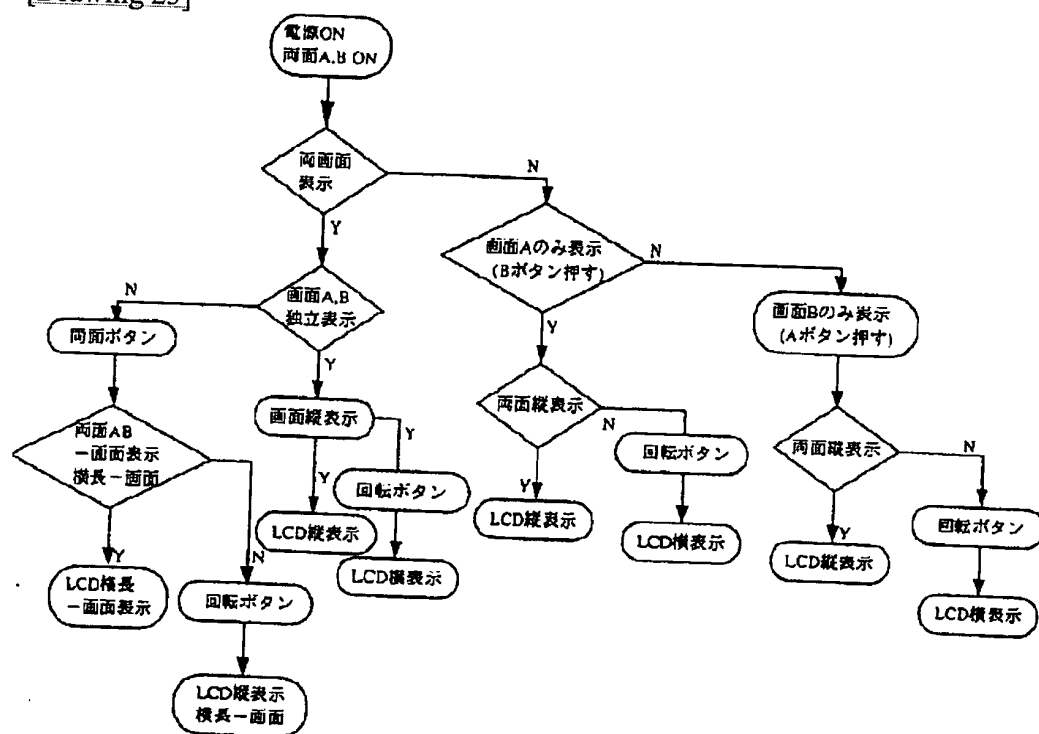 電源ON
両面A,B ON
両画面
表示
N
Y
画面Aのみ表示
(Bボタン押す)
N
画面A,B
独立表示
N
画面Bのみ表示
(Aボタン押す)
両面ボタン
Y
Y
両面縦表示
N
画面縦表示
Y
両面AB
一画面表示
横長一画面
回転ボタン
両面縦表示
N
Y
回転ボタン
Y
LCD縦表示
回転ボタン
LCD縦表示
LCD横表示
Y
LCD縦表示
Y
N
LCD横表示
LCD横長
一画面表示
回転ボタン
LCD横表示
LCD縦表示
横長一画面